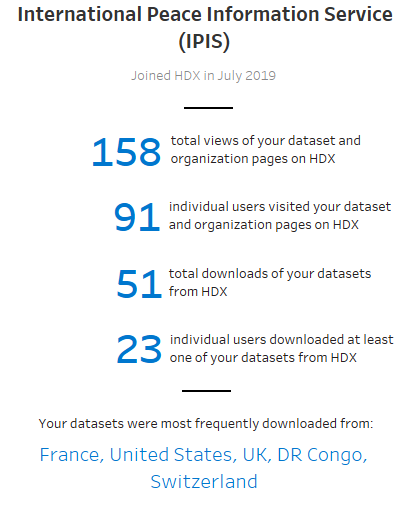 International Peace Information Service
(IPIS)
Joined HDX in July 2019
158 total views of your dataset and
organization pages on HDX
91 individual users visited your dataset
and organization pages on HDX
51 total downloads of your datasets
from HDX
23 individual users downloaded at least
one of your datasets from HDX
Your datasets were most frequently downloaded from:
France, United States, UK, DR Congo,
Switzerland